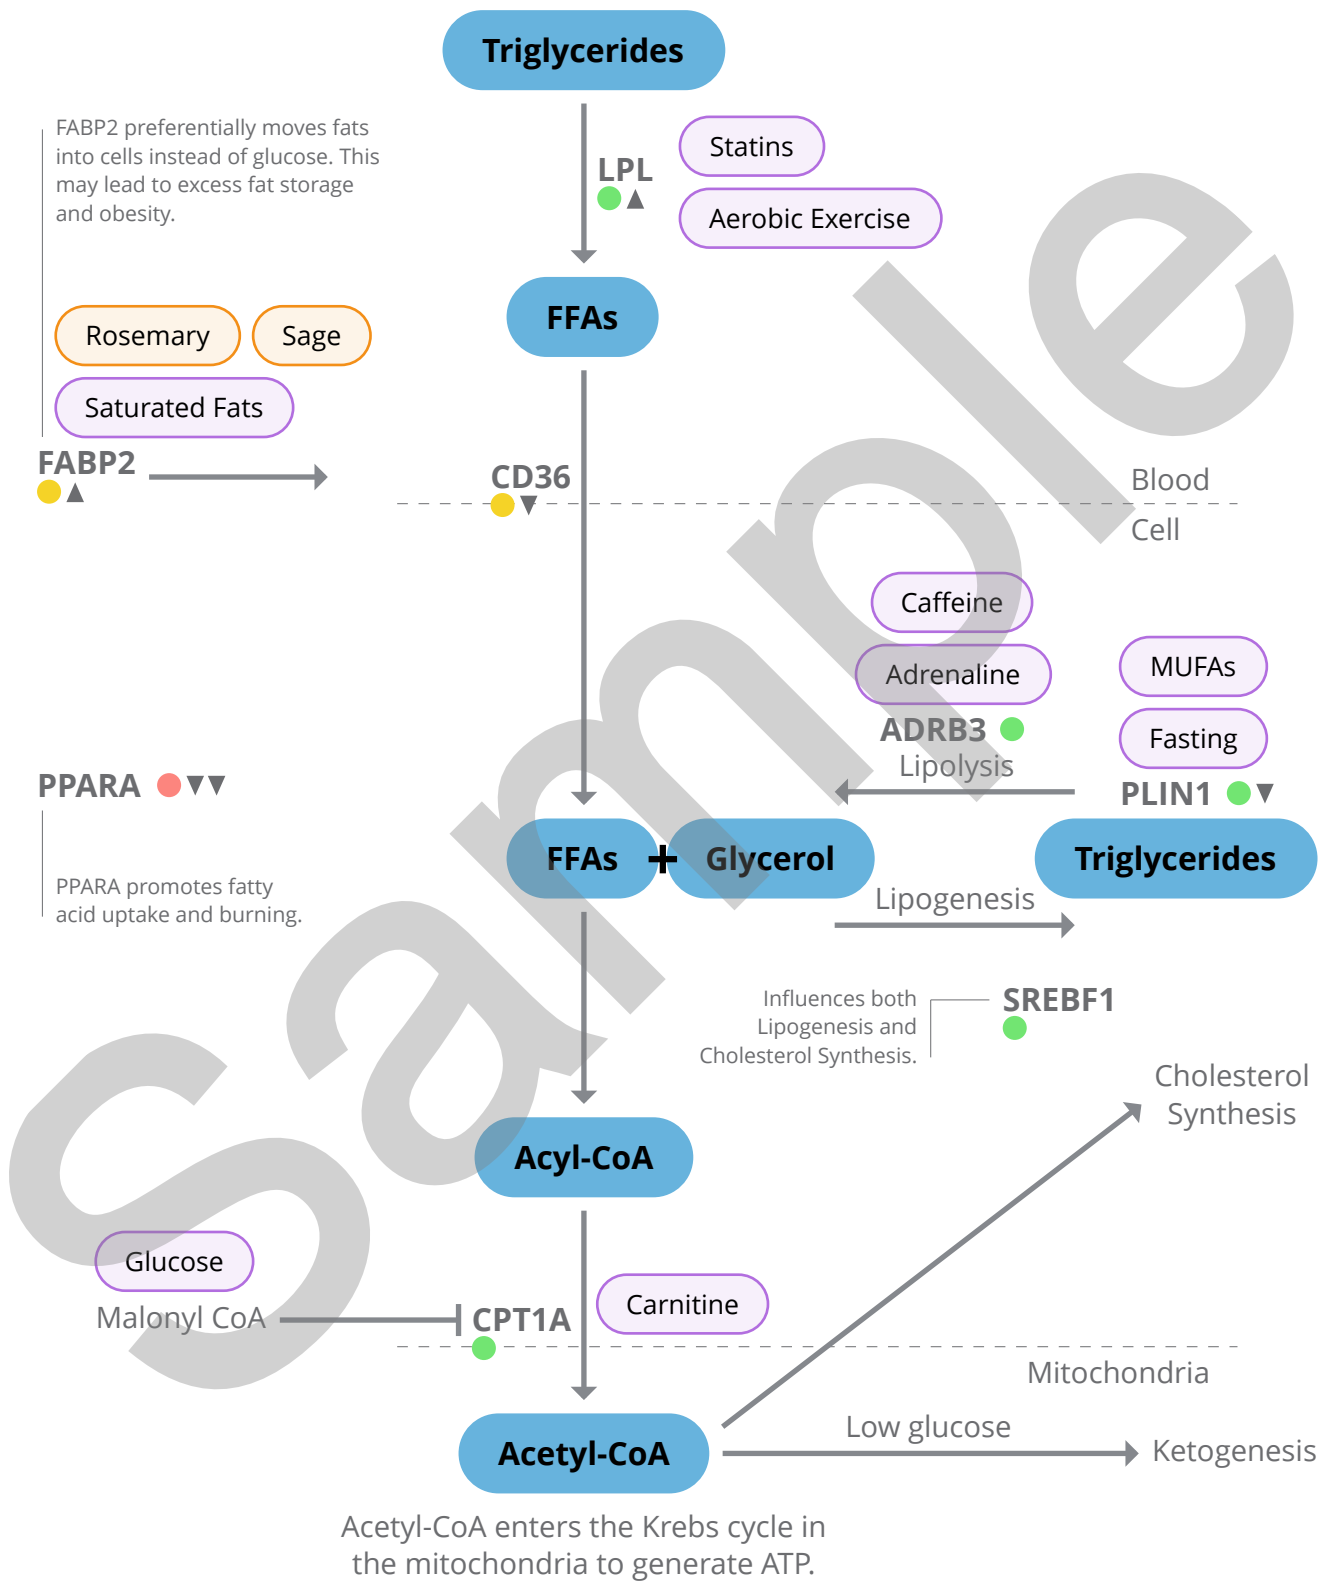 Triglycerides
FABP2 preferentially moves fats
into cells instead of glucose. This
may lead to excess fat storage
and obesity.
LPL
▲
Statins
Aerobic Exercise
FFAs
Rosemary
Sage
Saturated Fats
FABP2
▲
CD36
▼
Blood
Cell
Caffeine
Adrenaline
ADRB3
Lipolysis
MUFAs
Fasting
PLIN1 ▼
PPARA ▼▼
PPARA promotes fatty
acid uptake and burning.
FFAs + Glycerol
Triglycerides
Lipogenesis
Influences both
Lipogenesis and
Cholesterol Synthesis.
SREBF1
Cholesterol
Synthesis
Acyl-CoA
Glucose
Malonyl CoA
CPT1A
Carnitine
Mitochondria
Acetyl-CoA
Low glucose
Ketogenesis
Acetyl-CoA enters the Krebs cycle in
the mitochondria to generate ATP.
Sample